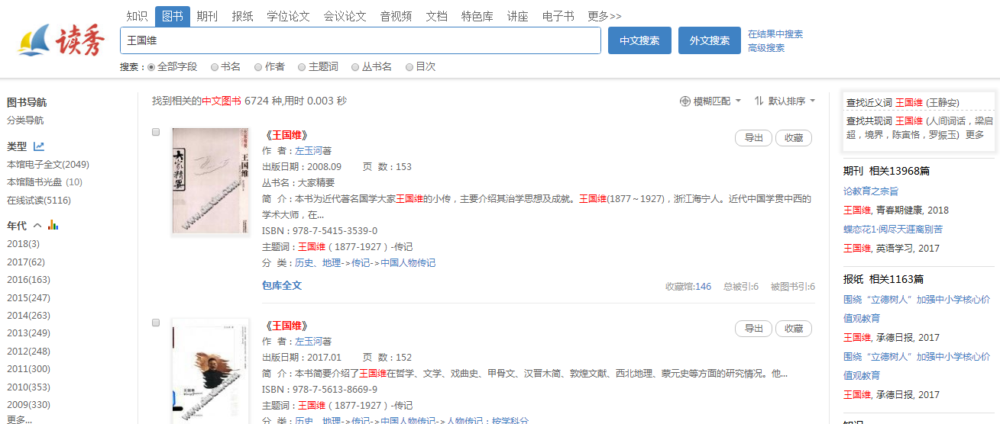 知识 图书 期刊 报纸 学位论文 会议论文 音视频 文档 特色库 讲座 电子书 更多>>
读秀
王国维
中文搜索 外文搜索 在结果中搜索
高级搜索
搜索： 全部字段 书名 作者 主题词 丛书名 目次
图书导航
分类导航
类型
本馆电子全文(2049)
本馆随书光盘 (10)
在线试读(5116)
年代
2018(3)
2017(62)
2016(163)
2015(247)
2014(263)
2013(249)
2012(248)
2011(300)
2010(353)
2009(330)
更多...
找到相关的中文图书 6724 种,用时 0.003 秒
模糊匹配 默认排序
大家精要
王国维
www.duxiu.com
《王国维》
导出 收藏
作 者：左玉河著
出版日期：2008.09 页 数：153
丛书名：大家精要
简 介：本书为近代著名国学大家王国维的小传，主要介绍其治学思想及成就。王国维(1877～1927)，浙江海宁人。近代中国学贯中西的
学术大师，在...
ISBN：978-7-5415-3539-0
主题词：王国维（1877-1927）-传记
分 类：历史、地理->传记->中国人物传记
包库全文
收藏馆:146 总被引:6 被图书引:6
王国维
www.duxiu.com
《王国维》
导出 收藏
作 者：左玉河著
出版日期：2017.01 页 数：152
简 介：本书简要介绍了王国维在哲学、文学、戏曲史、甲骨文、汉晋木简、敦煌文献、西北地理、蒙元史等方面的研究情况。他...
ISBN：978-7-5613-8669-9
主题词：王国维（1877-1927）-传记
分 类：历史、地理->传记->中国人物传记->人物传记：按学科分
查找近义词 王国维 (王静安)
查找共现词 王国维 (人间词话，梁启
超，境界，陈寅恪，罗振玉) 更多
期刊 相关13968篇
论教育之宗旨
王国维, 青春期健康, 2018
蝶恋花1·阅尽天涯离别苦
王国维, 英语学习, 2017
报纸 相关1163篇
围绕“立德树人”加强中小学核心价
值观教育
王国维, 承德日报, 2017
围绕“立德树人”加强中小学核心价
值观教育
王国维, 承德日报, 2017